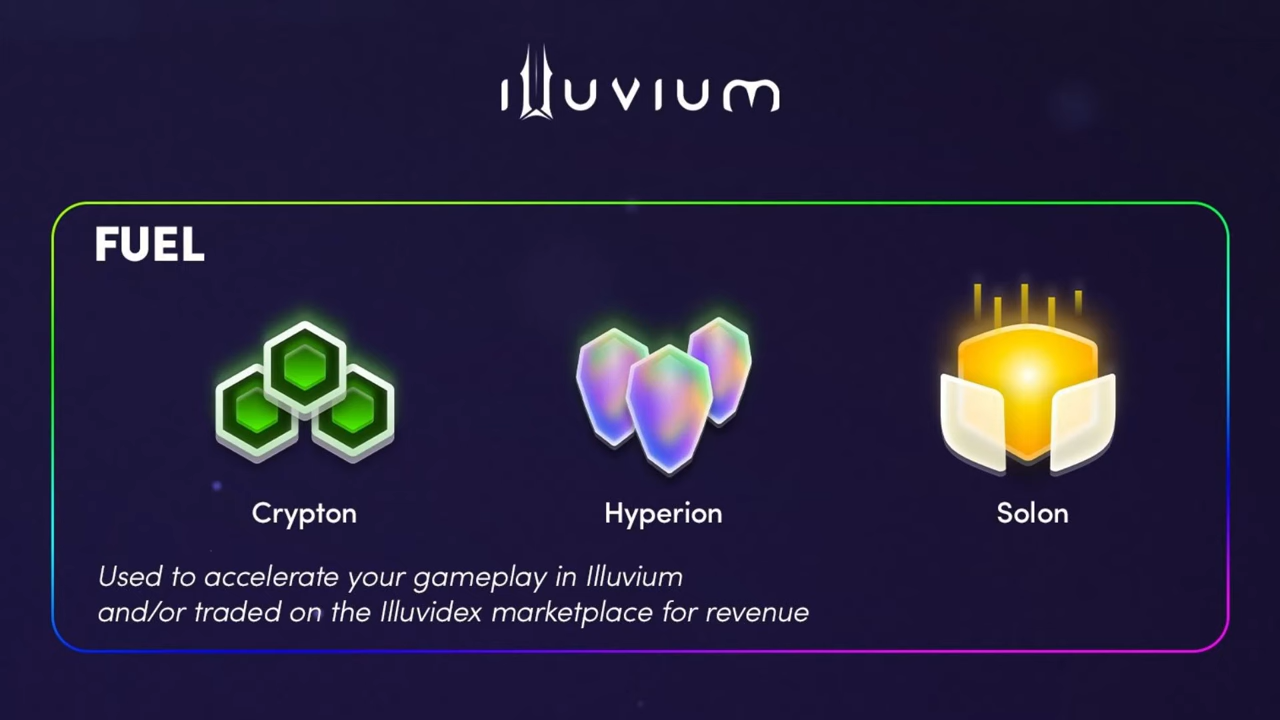 illuvium
FUEL
Crypton
Hyperion
Solon
Used to accelerate your gameplay in Illuvium
and/or traded on the Illuvidex marketplace for revenue